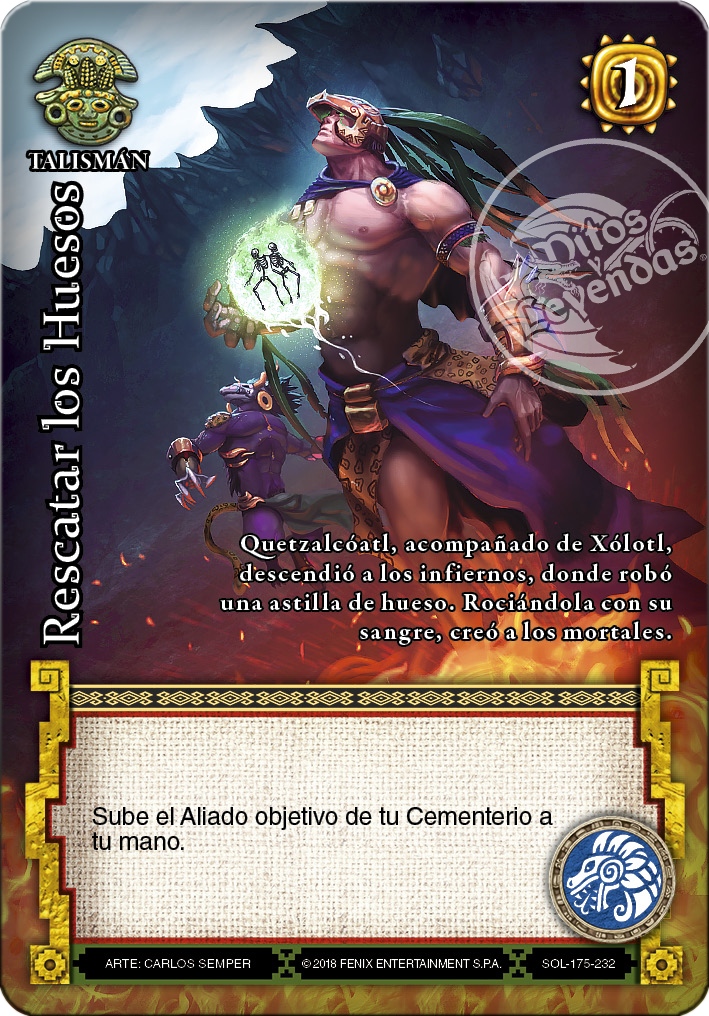 TALISMÁN
1
Rescatar los Huesos
Mitos
y
Leyendas
®
Quetzalcóatl, acompañado de Xólotl,
descendió a los infiernos, donde robó
una astilla de hueso. Rociándola con su
sangre, creó a los mortales.
Sube el Aliado objetivo de tu Cementerio a
tu mano.
ARTE: CARLOS SEMPER
©2018 FENIX ENTERTAINMENT S.P.A.
SOL-175-232